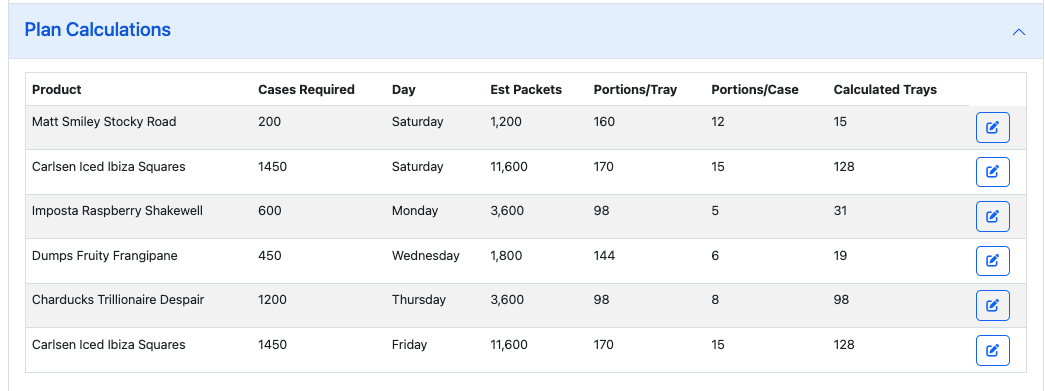 Plan Calculations
Product Cases Required Day Est Packets Portions/Tray Portions/Case Calculated Trays
Matt Smiley Stocky Road 200 Saturday 1,200 160 12 15
Carlsen Iced Ibiza Squares 1450 Saturday 11,600 170 15 128
Imposta Raspberry Shakewell 600 Monday 3,600 98 5 31
Dumps Fruity Frangipane 450 Wednesday 1,800 144 6 19
Charducks Trillionaire Despair 1200 Thursday 3,600 98 8 98
Carlsen Iced Ibiza Squares 1450 Friday 11,600 170 15 128